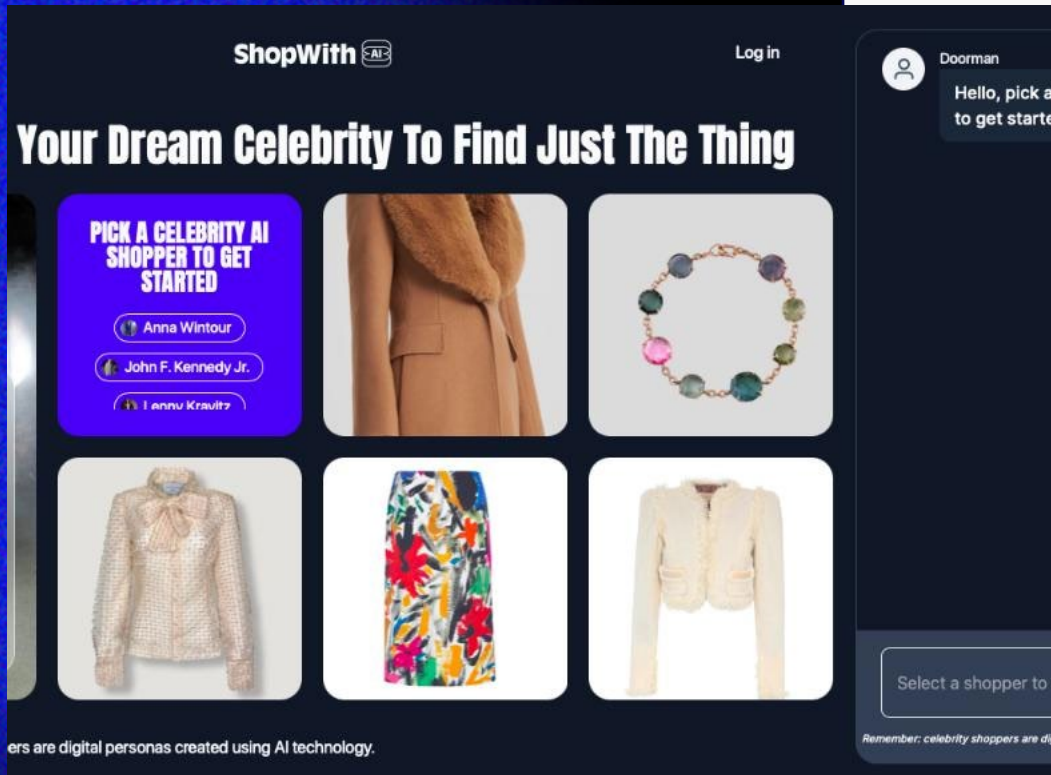 ShopWith AI
Log in
Your Dream Celebrity To Find Just The Thing
PICK A CELEBRITY AI
SHOPPER TO GET
STARTED
Anna Wintour
John F. Kennedy Jr.
Lenny Kravitz
ers are digital personas created using AI technology.
Doorman
Hello, pick a
to get starte
Select a shopper to
Remember: celebrity shoppers are di